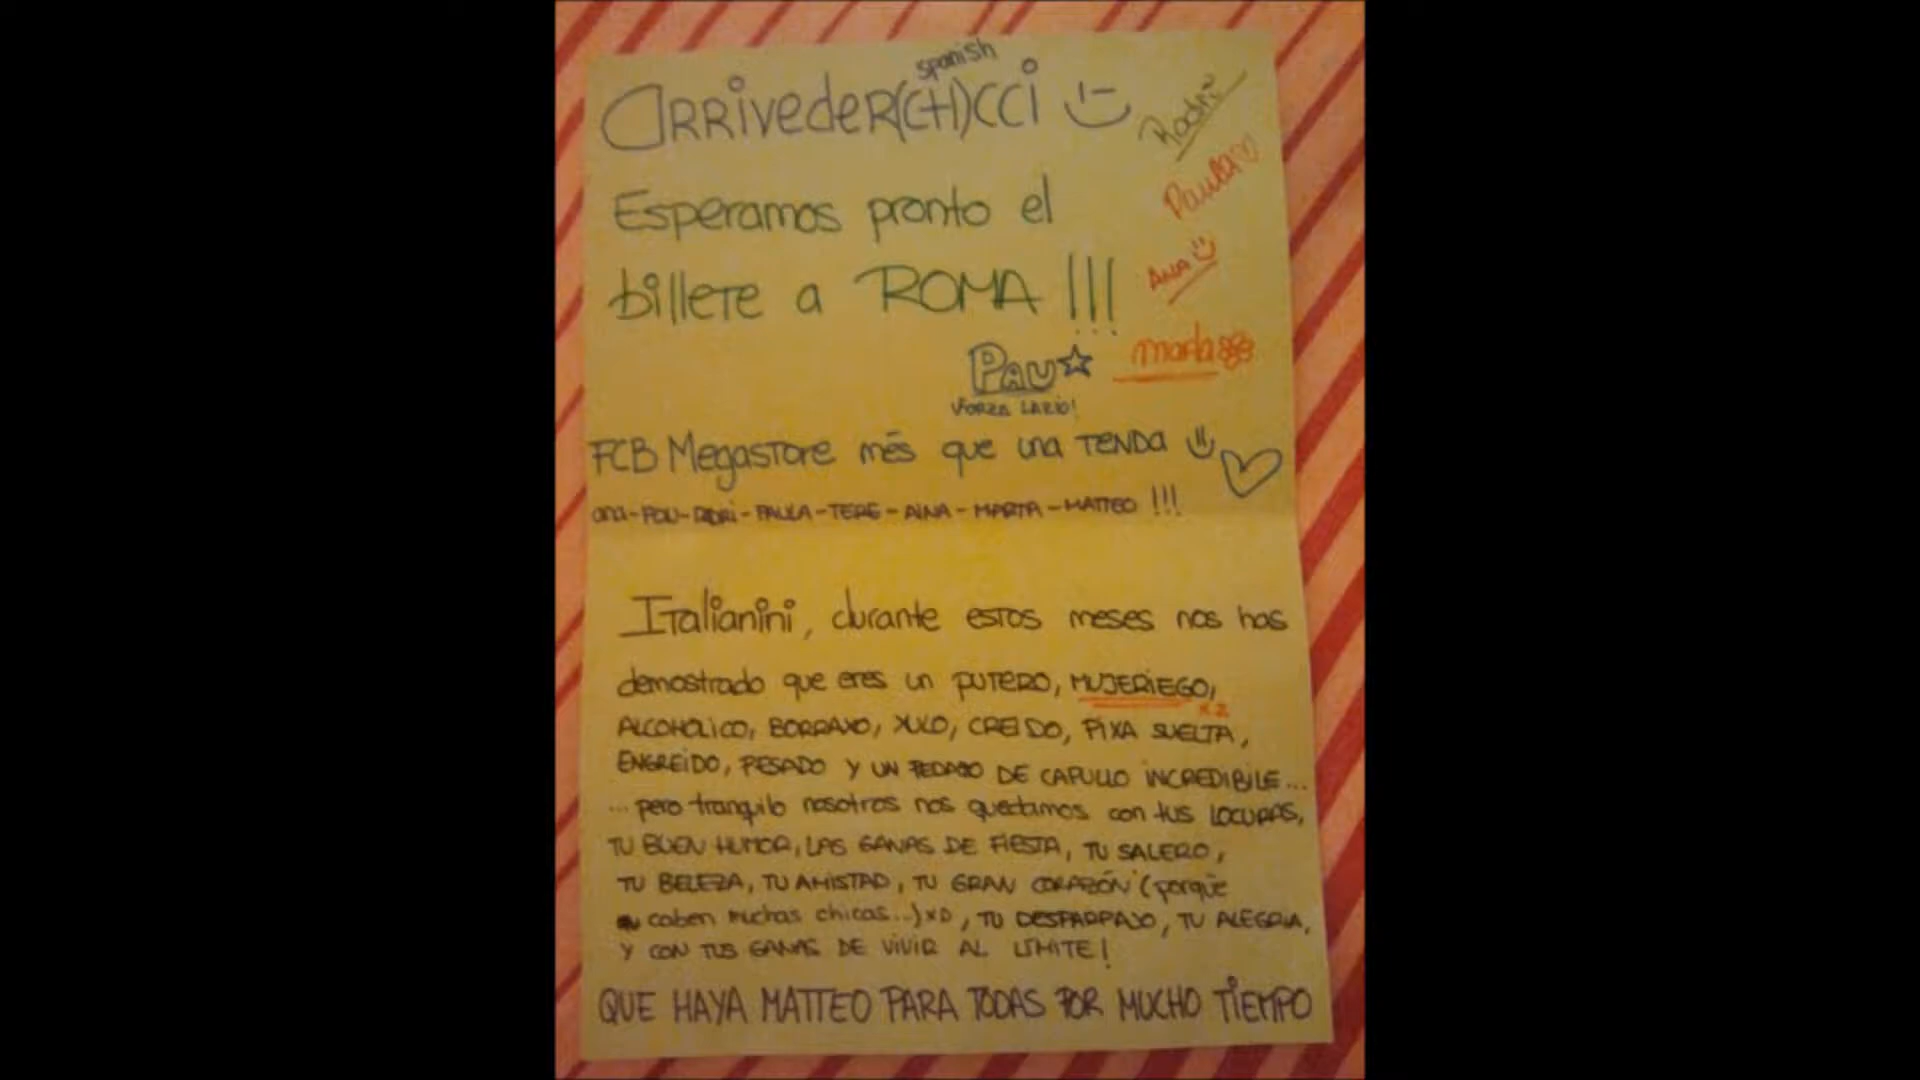 spanish
ARRivedeR(CH)CCi
Rodri
Paula
Esperamos pronto el
ANA
billeTe a ROMA !!!
marta
PAU
FORZA LAZIO!
FCB MegasTore més que una TENDA
ana-PAU-RODRI-PAULA-TERE-AINA-MARTA-MATTEO !!!
ITalianini, durante esTos meses nos has
demostrado que eres un PUTERO, MUJERIEGO,
x2
ALCOHOLICO, BORRAXO, XULO, CREIDO, PIXA SUELTA,
ENGREIDO, PESADO Y UN PEDAZO DE CAPULLO INCREDIBILE...
...pero tranquilo nosotros nos quedamos con tus LOCURAS,
TU BUEN HUMOR, LAS GANAS DE FIESTA, TU SALERO,
TU BELEZA, TU AMISTAD, TU GRAN CORAZÓN (porque
caben muchas chicas...) xD, TU DESPARPAJO, TU ALEGRIA,
Y CON TUS GANAS DE VIVIR AL LIMITE!
QUE HAYA MATTEO PARA TODAS POR MUCHO TIEMPO